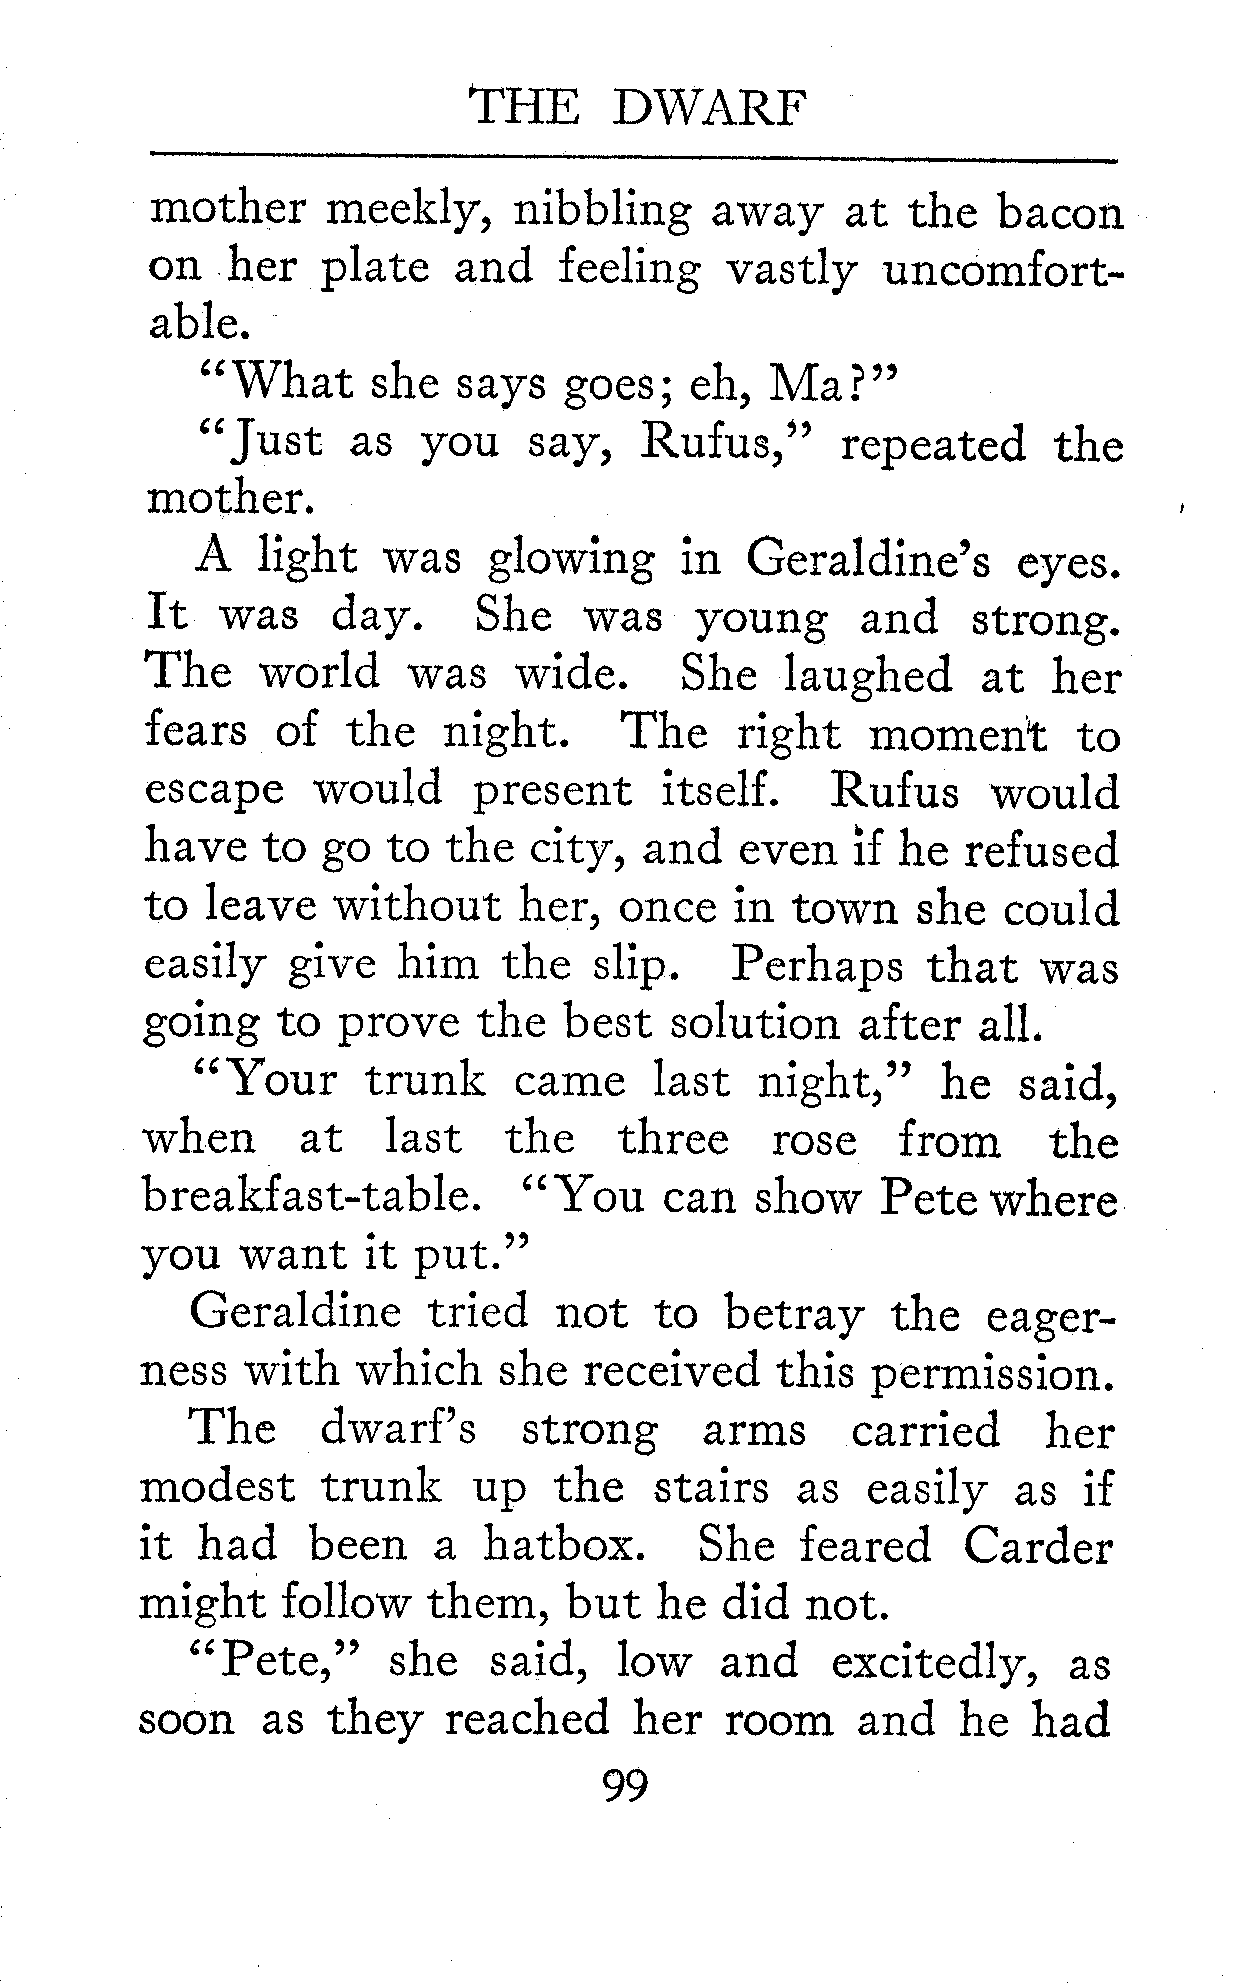 THE DWARF
mother meekly, nibbling away at the bacon
on her plate and feeling vastly uncomfort-
able.
“What she says goes; eh, Ma?”
“Just as you say, Rufus,” repeated the
mother.
A light was glowing in Geraldine’s eyes.
It was day. She was young and strong.
The world was wide. She laughed at her
fears of the night. The right moment to
escape would present itself. Rufus would
have to go to the city, and even if he refused
to leave without her, once in town she could
easily give him the slip. Perhaps that was
going to prove the best solution after all.
“Your trunk came last night,” he said,
when at last the three rose from the
breakfast-table. “You can show Pete where
you want it put.”
Geraldine tried not to betray the eager-
ness with which she received this permission.
The dwarf’s strong arms carried her
modest trunk up the stairs as easily as if
it had been a hatbox. She feared Carder
might follow them, but he did not.
“Pete,” she said, low and excitedly, as
soon as they reached her room and he had
99